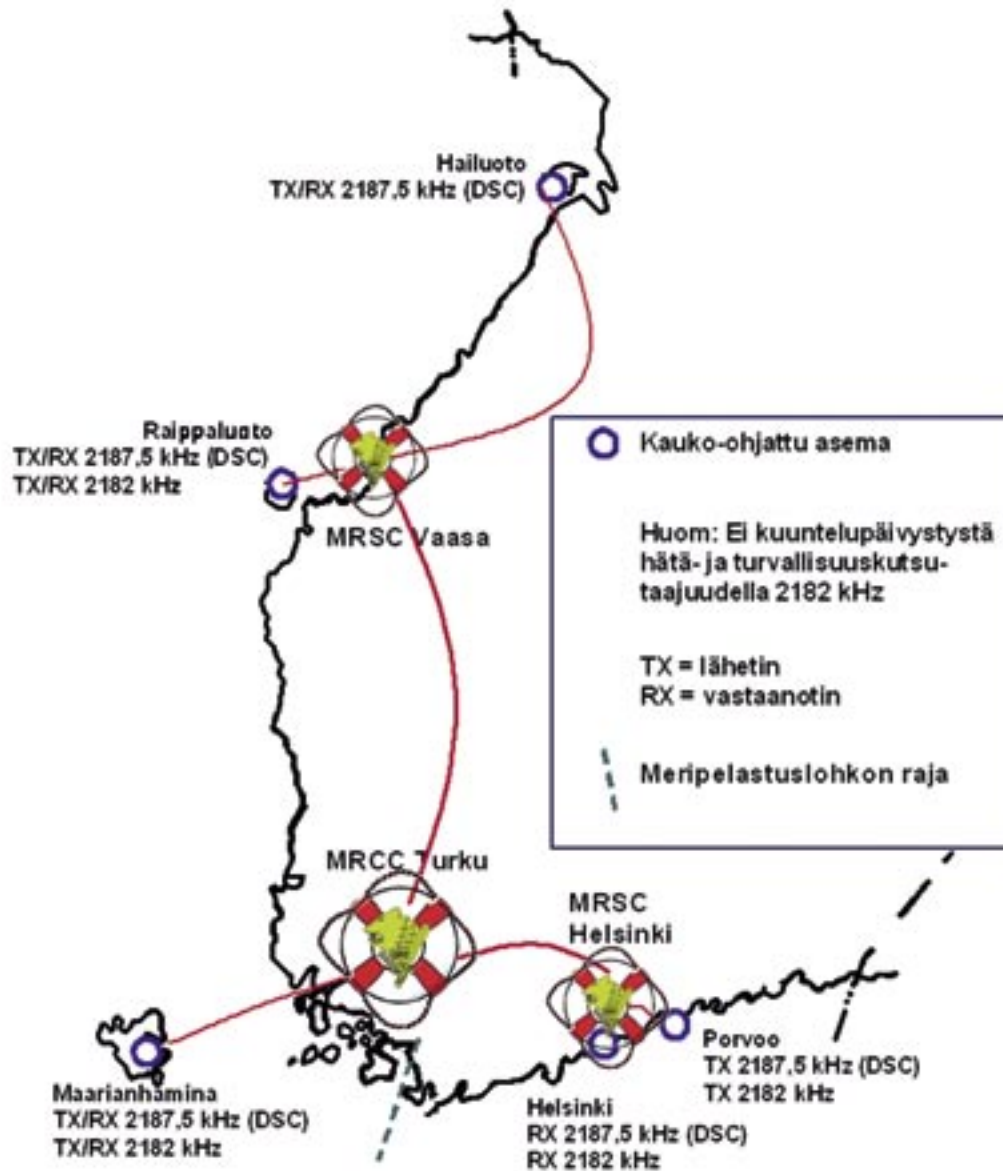 Hailuoto
TX/RX 2187,5 kHz (DSC)
Raippaluoto
TX/RX 2187,5 kHz (DSC)
TX/RX 2182 kHz
MRSC Vaasa
Kauko-ohjattu asema
Huom: Ei kuuntelupäivystystä
hätä- ja turvallisuuskutsu-
taajuudella 2182 kHz
TX = lähetin
RX = vastaanotin
Meripelastuslohkon raja
MRCC Turku
MRSC
Helsinki
Porvoo
TX 2187,5 kHz (DSC)
TX 2182 kHz
Maarianhamina
TX/RX 2187,5 kHz (DSC)
TX/RX 2182 kHz
Helsinki
RX 2187,5 kHz (DSC)
RX 2182 kHz